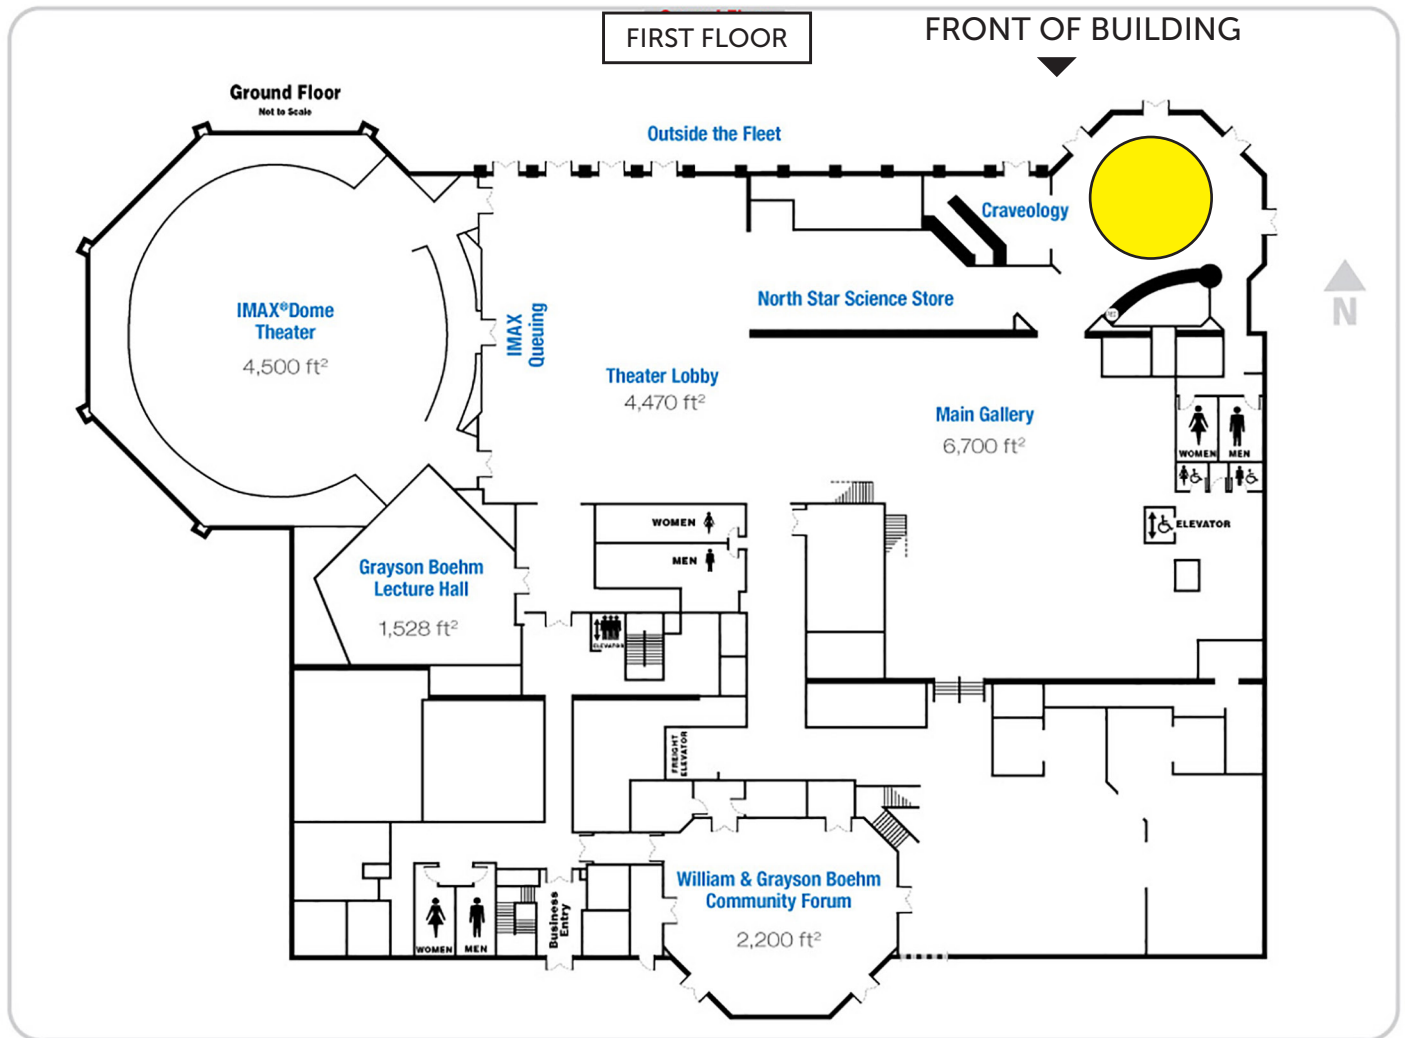 FIRST FLOOR
FRONT OF BUILDING
Ground Floor
Not to Scale
Outside the Fleet
Craveology
IMAX®Dome
Theater
4,500 ft²
IMAX
Queuing
North Star Science Store
Theater Lobby
4,470 ft²
Main Gallery
6,700 ft²
N
WOMEN
MEN
ELEVATOR
WOMEN
MEN
Grayson Boehm
Lecture Hall
1,528 ft²
ELEVATOR
FREIGHT
ELEVATOR
William & Grayson Boehm
Community Forum
2,200 ft²
Business
Entry
WOMEN
MEN